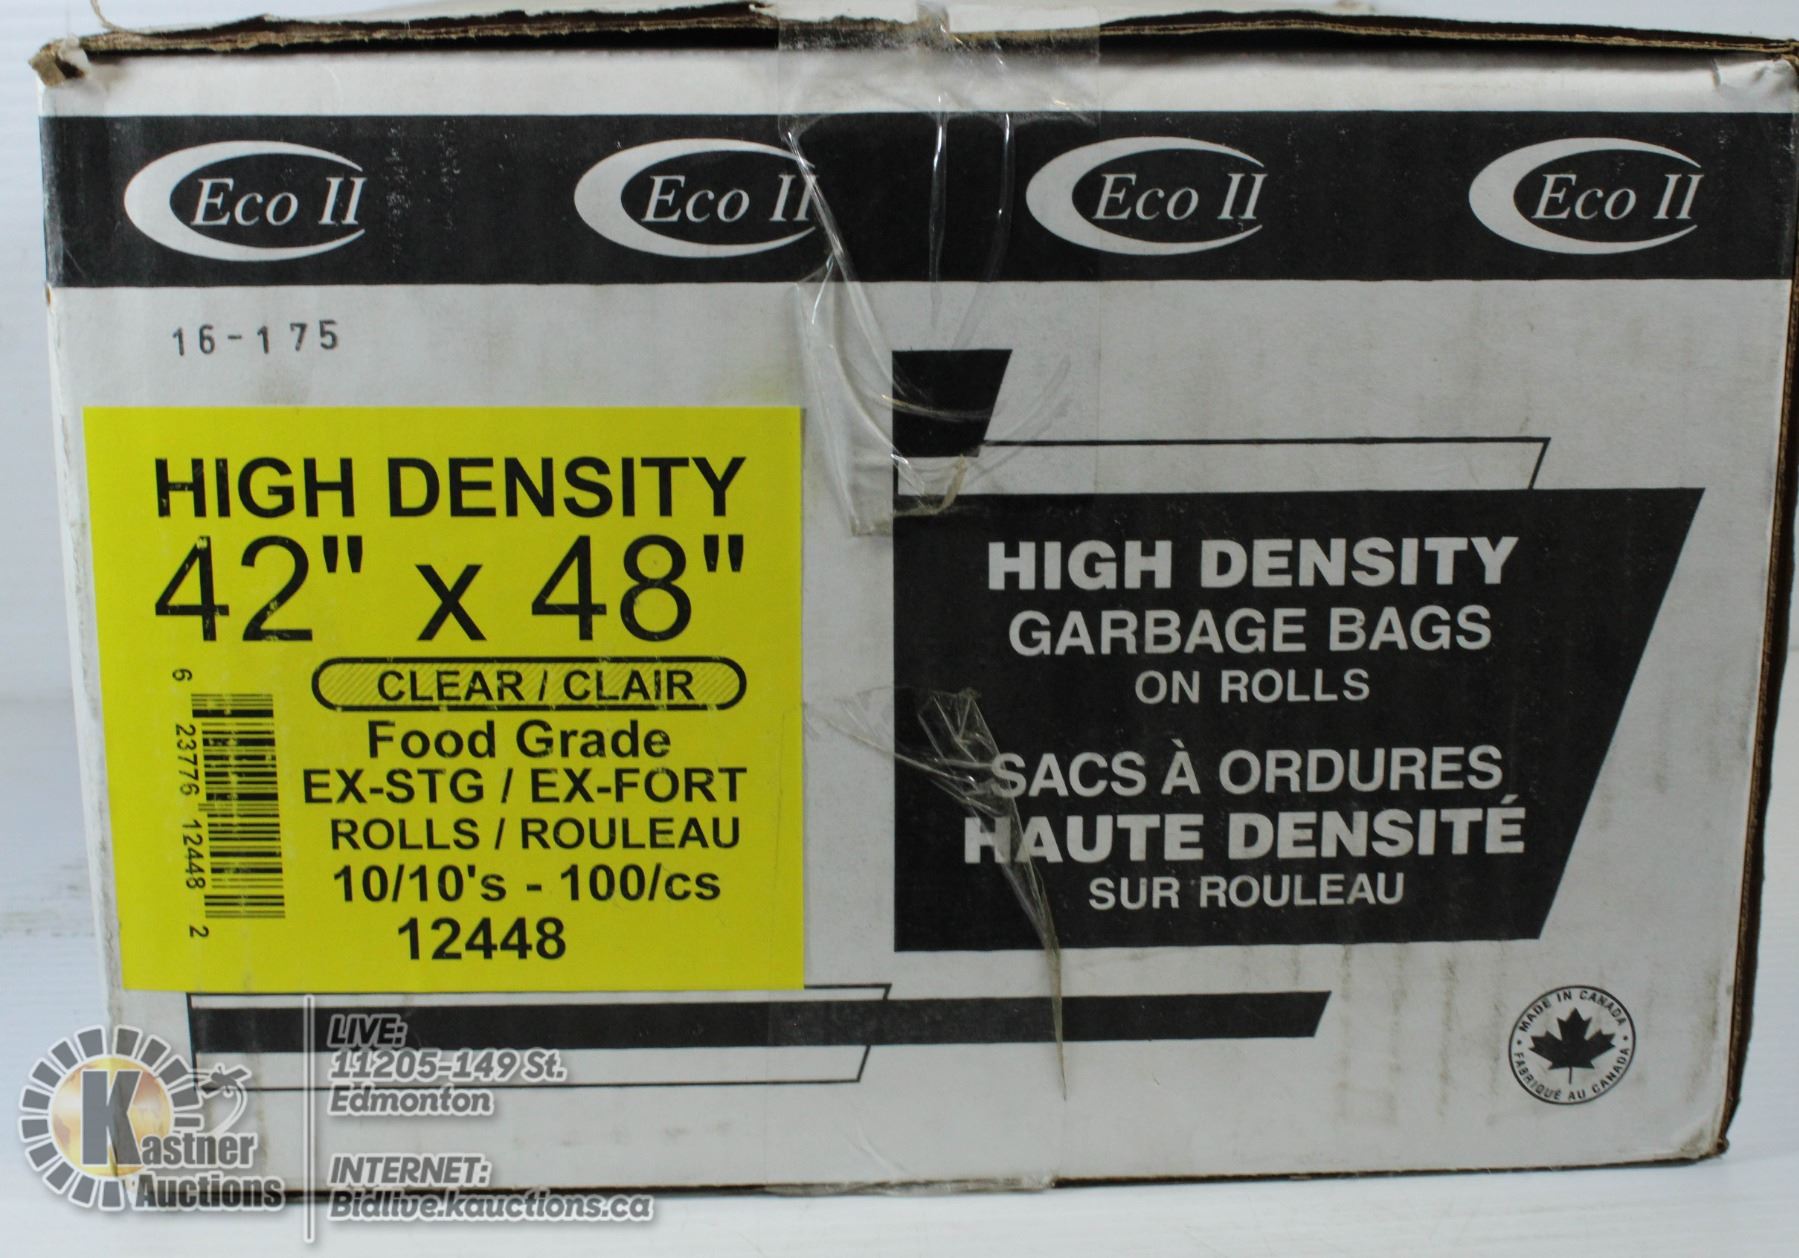 Eco II Eco II Eco II Eco II
16-175
HIGH DENSITY
42" x 48"
CLEAR / CLAIR
Food Grade
EX-STG / EX-FORT
ROLLS / ROULEAU
10/10's - 100/cs
12448
6 23776 12448 2
HIGH DENSITY
GARBAGE BAGS
ON ROLLS
SACS À ORDURES
HAUTE DENSITÉ
SUR ROULEAU
MADE IN CANADA
FABRIQUÉ AU CANADA
Kastner
Auctions
LIVE:
11205-149 St.
Edmonton
INTERNET:
Bidlive.kauctions.ca